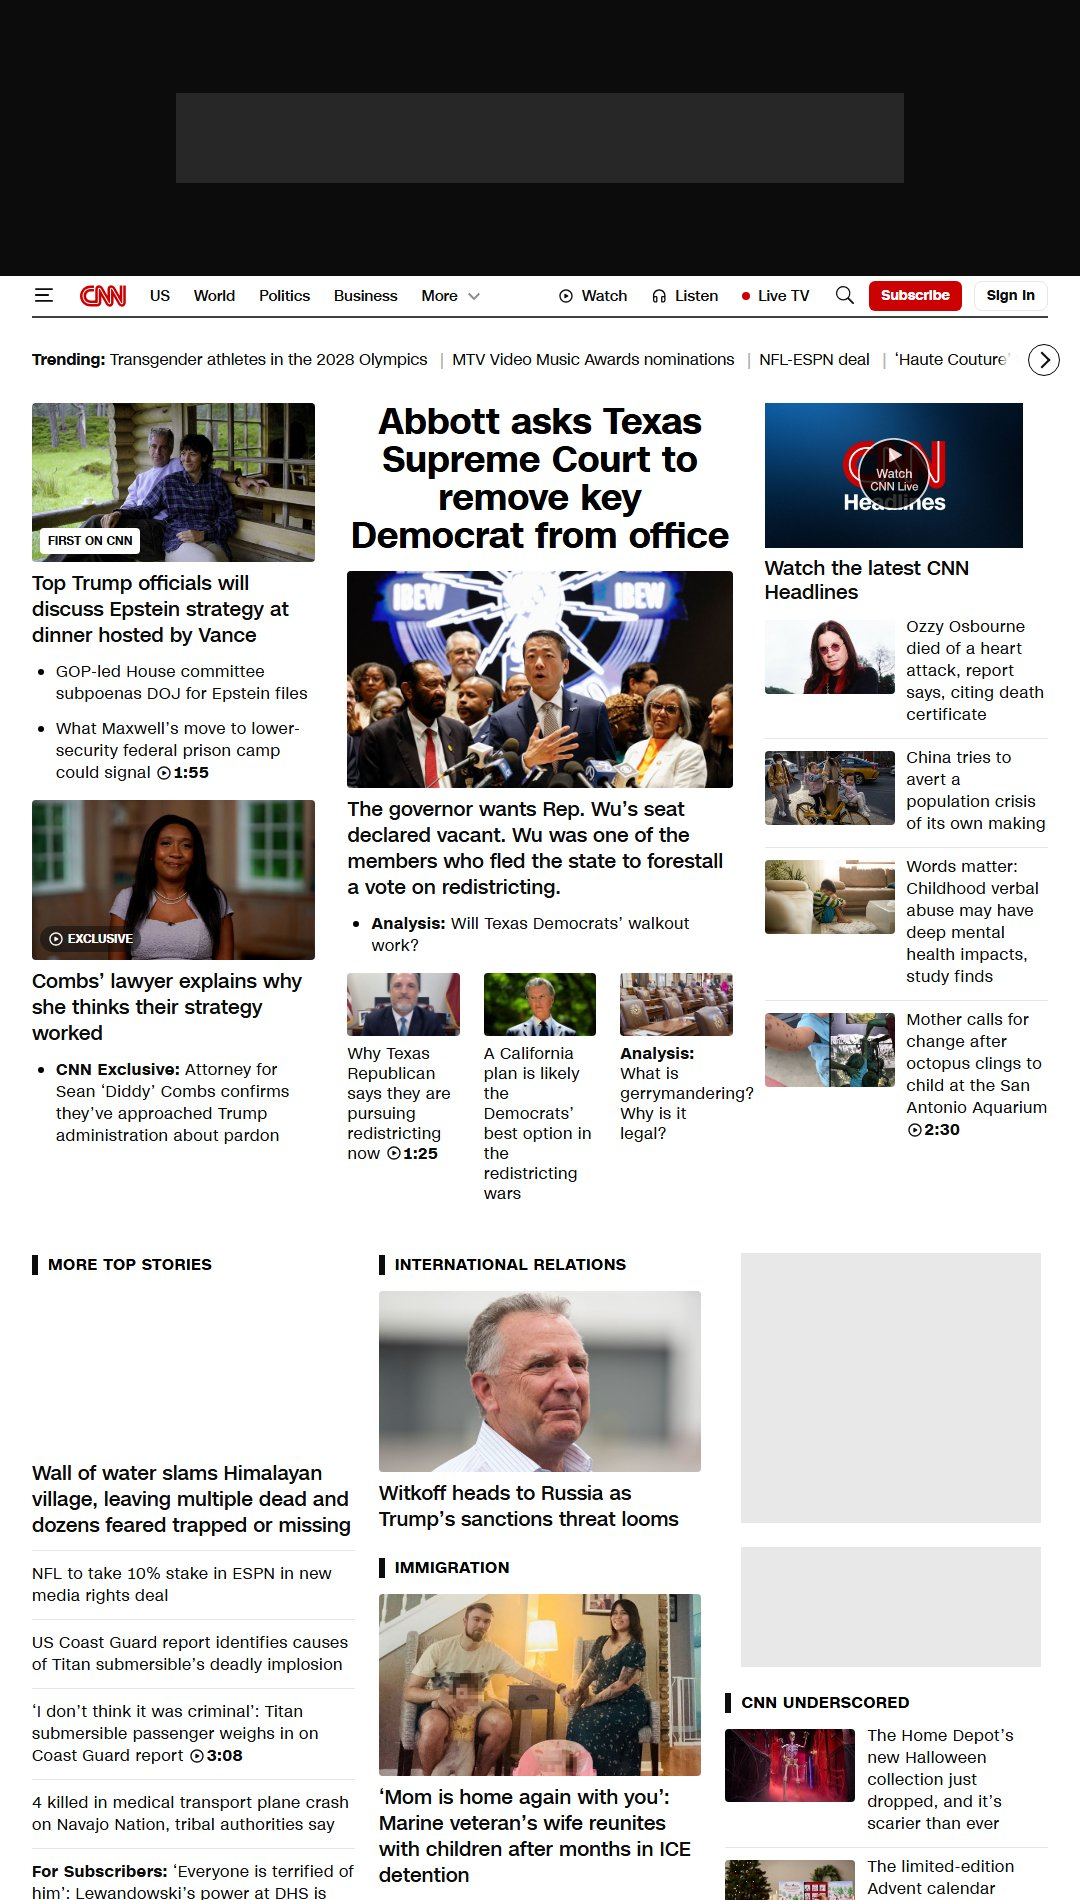 CNN
US
World
Politics
Business
More
Watch
Listen
Live TV
Subscribe
Sign in
Trending: Transgender athletes in the 2028 Olympics | MTV Video Music Awards nominations | NFL-ESPN deal | ‘Haute Couture’
FIRST ON CNN
Top Trump officials will
discuss Epstein strategy at
dinner hosted by Vance
• GOP-led House committee
subpoenas DOJ for Epstein files
• What Maxwell’s move to lower-
security federal prison camp
could signal 1:55
EXCLUSIVE
Combs’ lawyer explains why
she thinks their strategy
worked
• CNN Exclusive: Attorney for
Sean ‘Diddy’ Combs confirms
they’ve approached Trump
administration about pardon
Abbott asks Texas
Supreme Court to
remove key
Democrat from office
IBEW
IBEW
The governor wants Rep. Wu’s seat
declared vacant. Wu was one of the
members who fled the state to forestall
a vote on redistricting.
• Analysis: Will Texas Democrats’ walkout
work?
Why Texas
Republican
says they are
pursuing
redistricting
now 1:25
A California
plan is likely
the
Democrats’
best option in
the
redistricting
wars
Analysis:
What is
gerrymandering?
Why is it
legal?
CNN
Watch
CNN Live
Headlines
Watch the latest CNN
Headlines
Ozzy Osbourne
died of a heart
attack, report
says, citing death
certificate
China tries to
avert a
population crisis
of its own making
Words matter:
Childhood verbal
abuse may have
deep mental
health impacts,
study finds
Mother calls for
change after
octopus clings to
child at the San
Antonio Aquarium
2:30
MORE TOP STORIES
Wall of water slams Himalayan
village, leaving multiple dead and
dozens feared trapped or missing
NFL to take 10% stake in ESPN in new
media rights deal
US Coast Guard report identifies causes
of Titan submersible’s deadly implosion
‘I don’t think it was criminal’: Titan
submersible passenger weighs in on
Coast Guard report 3:08
4 killed in medical transport plane crash
on Navajo Nation, tribal authorities say
For Subscribers: ‘Everyone is terrified of
him’: Lewandowski’s power at DHS is
INTERNATIONAL RELATIONS
Witkoff heads to Russia as
Trump’s sanctions threat looms
IMMIGRATION
‘Mom is home again with you’:
Marine veteran’s wife reunites
with children after months in ICE
detention
CNN UNDERSCORED
The Home Depot’s
new Halloween
collection just
dropped, and it’s
scarier than ever
The limited-edition
Advent calendar